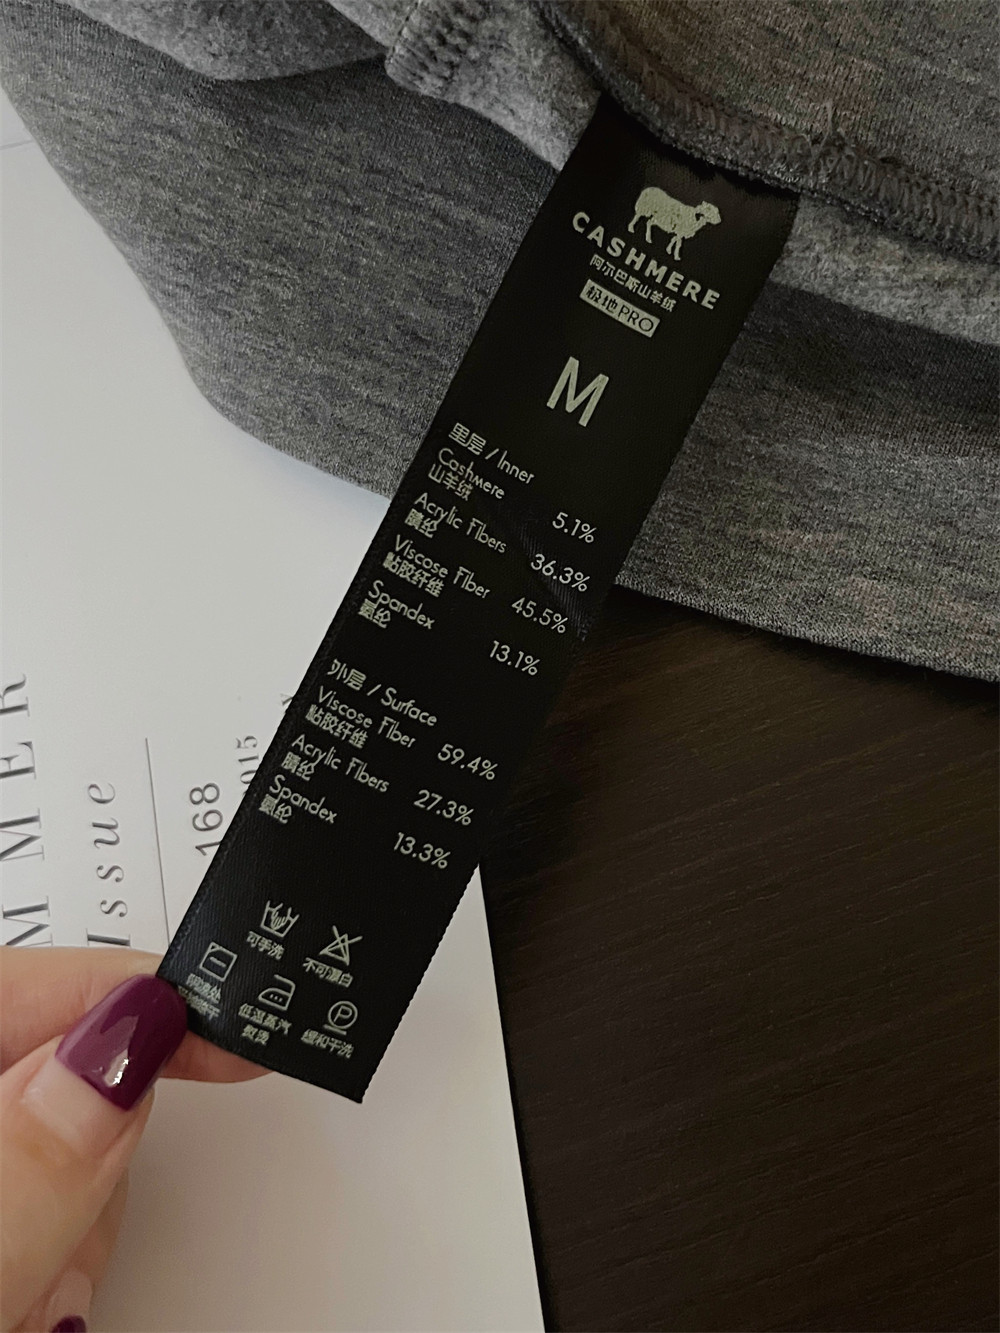 CASHMERE
阿尔巴斯山羊绒
极地PRO
M
里层 / Inner
Cashmere 5.1%
山羊绒
Acrylic Fibers 36.3%
腈纶
Viscose Fiber 45.5%
黏胶纤维
Spandex 13.1%
氨纶
外层 / Surface
Viscose Fiber 59.4%
粘胶纤维
Acrylic Fibers 27.3%
腈纶
Spandex 13.3%
氨纶
可手洗
不可漂白
低温蒸汽
熨烫
缓和干洗
P
MMER
Issue
168
015